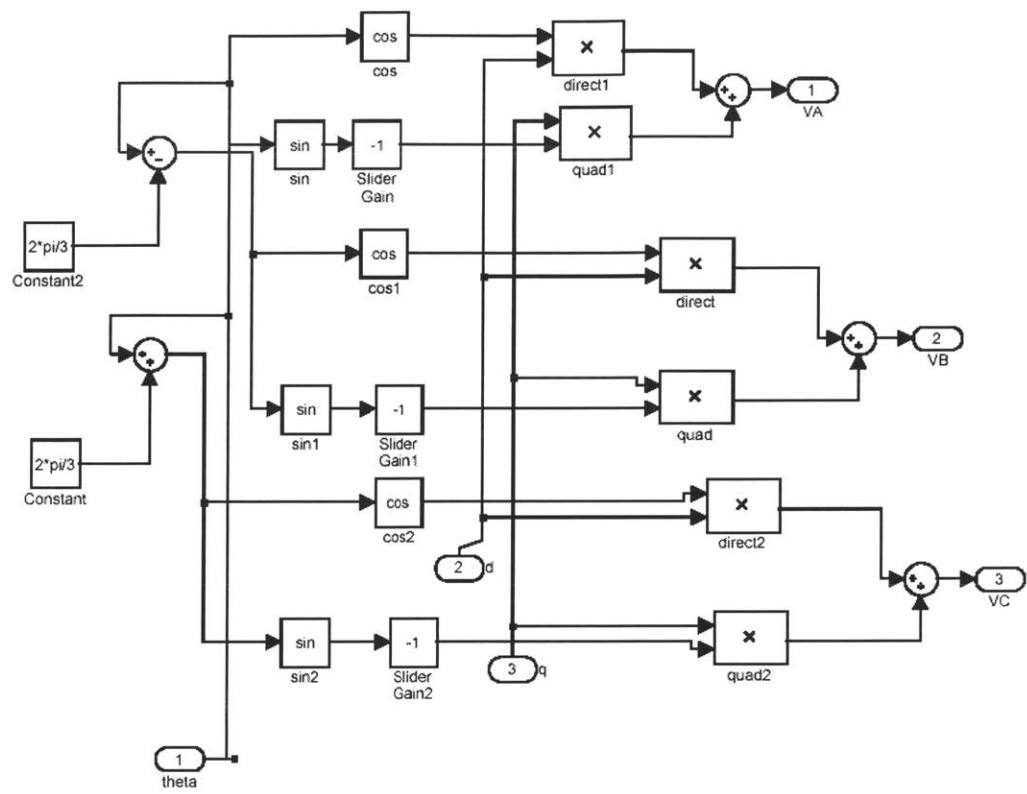 cos
cos
×
direct1
+
+
1
VA
+
−
sin
sin
-1
Slider
Gain
×
quad1
2*pi/3
Constant2
cos
cos1
×
direct
+
+
2
VB
+
+
sin
sin1
-1
Slider
Gain1
×
quad
2*pi/3
Constant
cos
cos2
×
direct2
2
d
+
+
3
VC
sin
sin2
-1
Slider
Gain2
3
q
×
quad2
1
theta